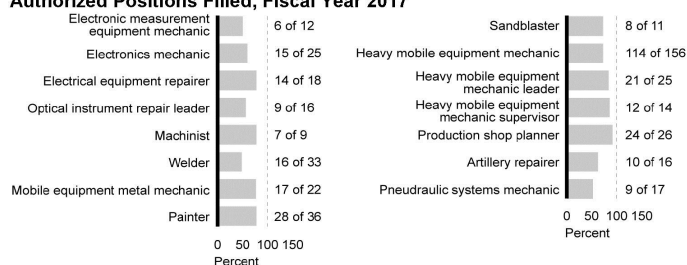 Authorized Positions Filled, Fiscal Year 2017
Electronic measurement
equipment mechanic
6 of 12
Electronics mechanic
15 of 25
Electrical equipment repairer
14 of 18
Optical instrument repair leader
9 of 16
Machinist
7 of 9
Welder
16 of 33
Mobile equipment metal mechanic
17 of 22
Painter
28 of 36
0 50 100 150
Percent
Sandblaster
8 of 11
Heavy mobile equipment mechanic
114 of 156
Heavy mobile equipment
mechanic leader
21 of 25
Heavy mobile equipment
mechanic supervisor
12 of 14
Production shop planner
24 of 26
Artillery repairer
10 of 16
Pneudraulic systems mechanic
9 of 17
0 50 100 150
Percent